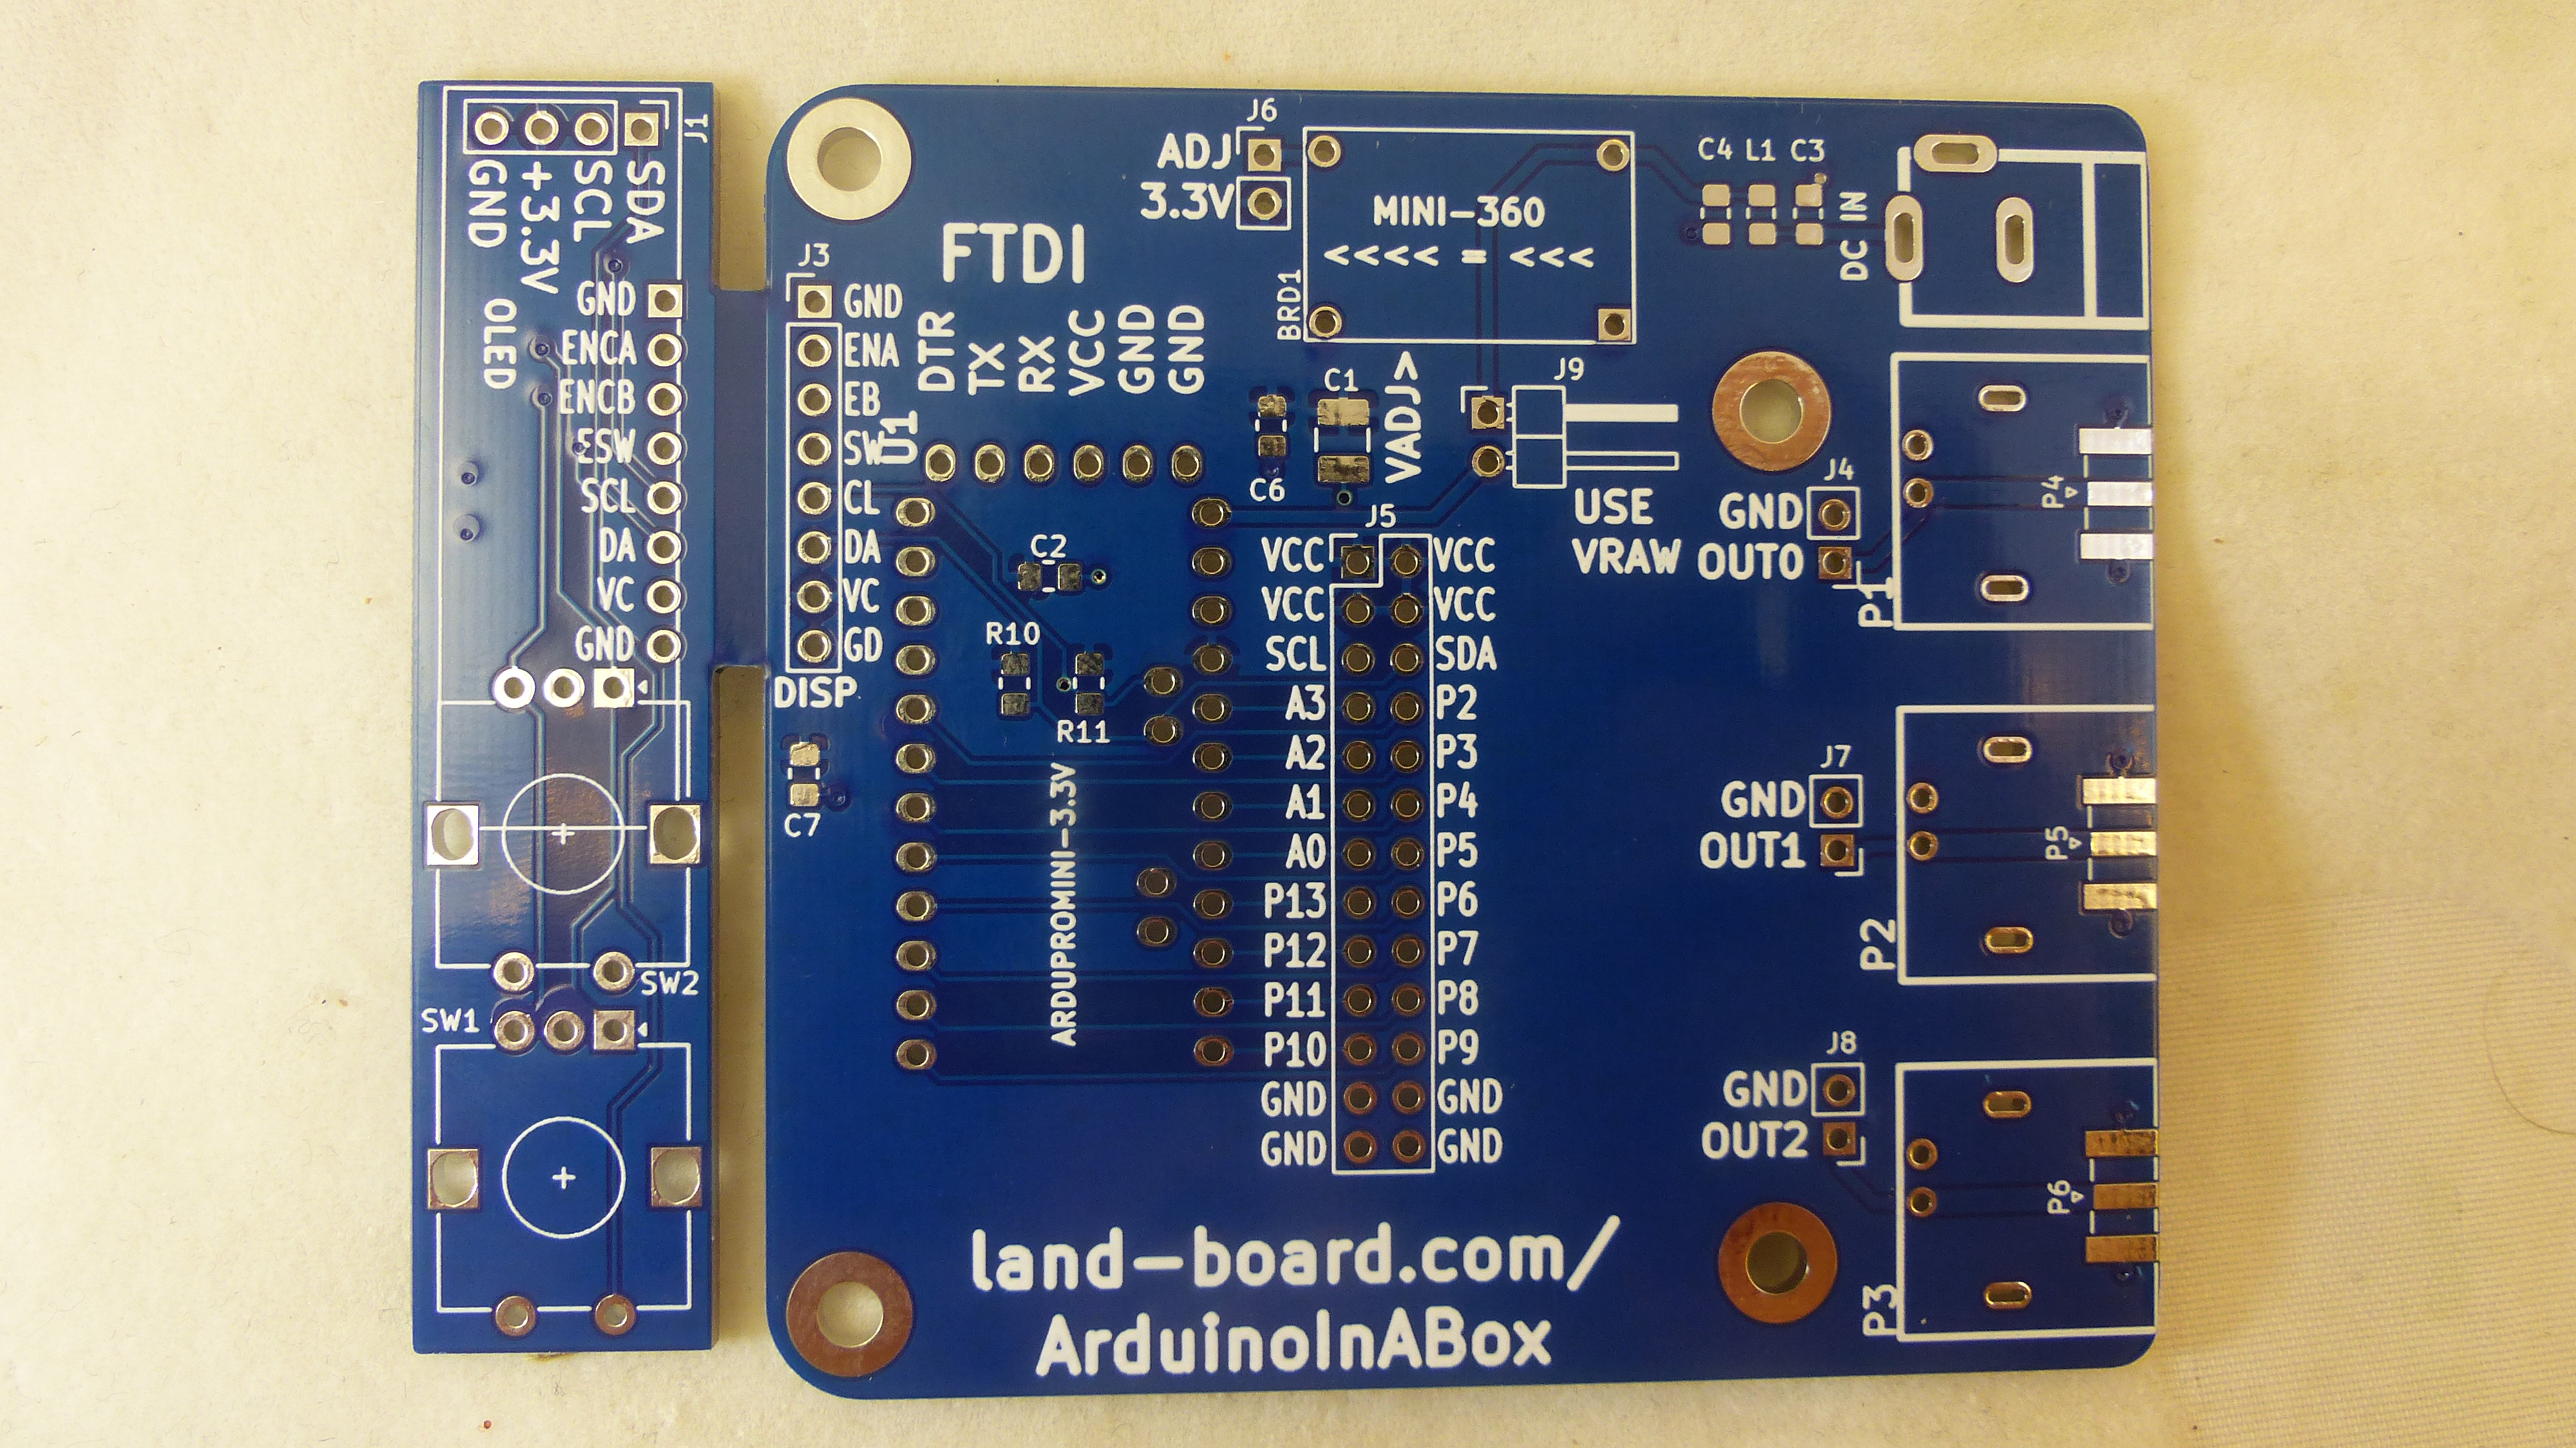 J1
SDA
SCL
+3.3V
GND
OLED
GND
ENCA
ENCB
ESW
SCL
DA
VC
GND
SW2
SW1
J6
ADJ
3.3V
MINI-360
<<<< = <<<
BRD1
C4 L1 C3
DC IN
FTDI
J3
GND
ENA
EB
SW
CL
DA
VC
GD
DISP
U1
DTR
TX
RX
VCC
GND
GND
C1
C6
VADJ>
J9
USE
VRAW
C2
R10
R11
C7
ARDUPROMINI-3.3V
J5
VCC VCC
VCC VCC
SCL SDA
A3 P2
A2 P3
A1 P4
A0 P5
P13 P6
P12 P7
P11 P8
P10 P9
GND GND
GND GND
J4
GND
OUT0
P1
P4
J7
GND
OUT1
P2
P5
J8
GND
OUT2
P3
P6
land-board.com/
ArduinoInABox